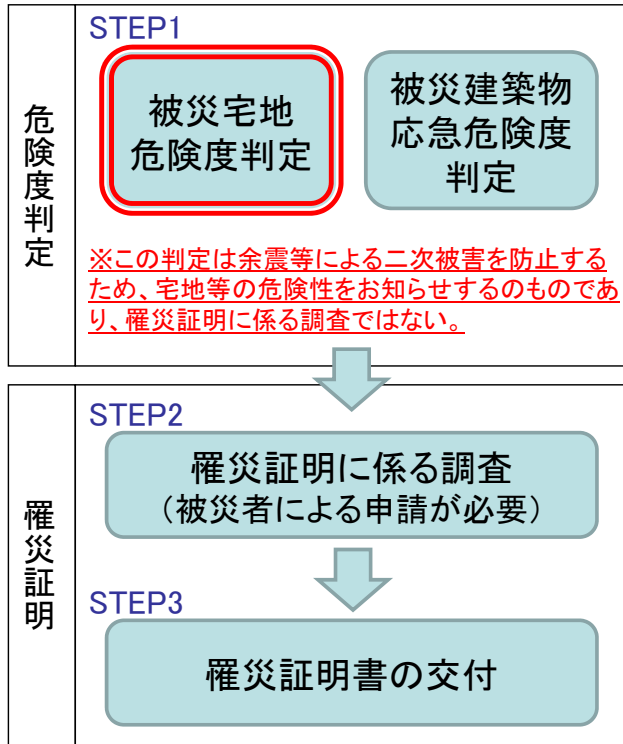 危険度判定
STEP1
被災宅地
危険度判定
被災建築物
応急危険度
判定
※この判定は余震等による二次被害を防止する
ため、宅地等の危険性をお知らせするのものであ
り、罹災証明に係る調査ではない。
罹災証明
STEP2
罹災証明に係る調査
（被災者による申請が必要）
STEP3
罹災証明書の交付